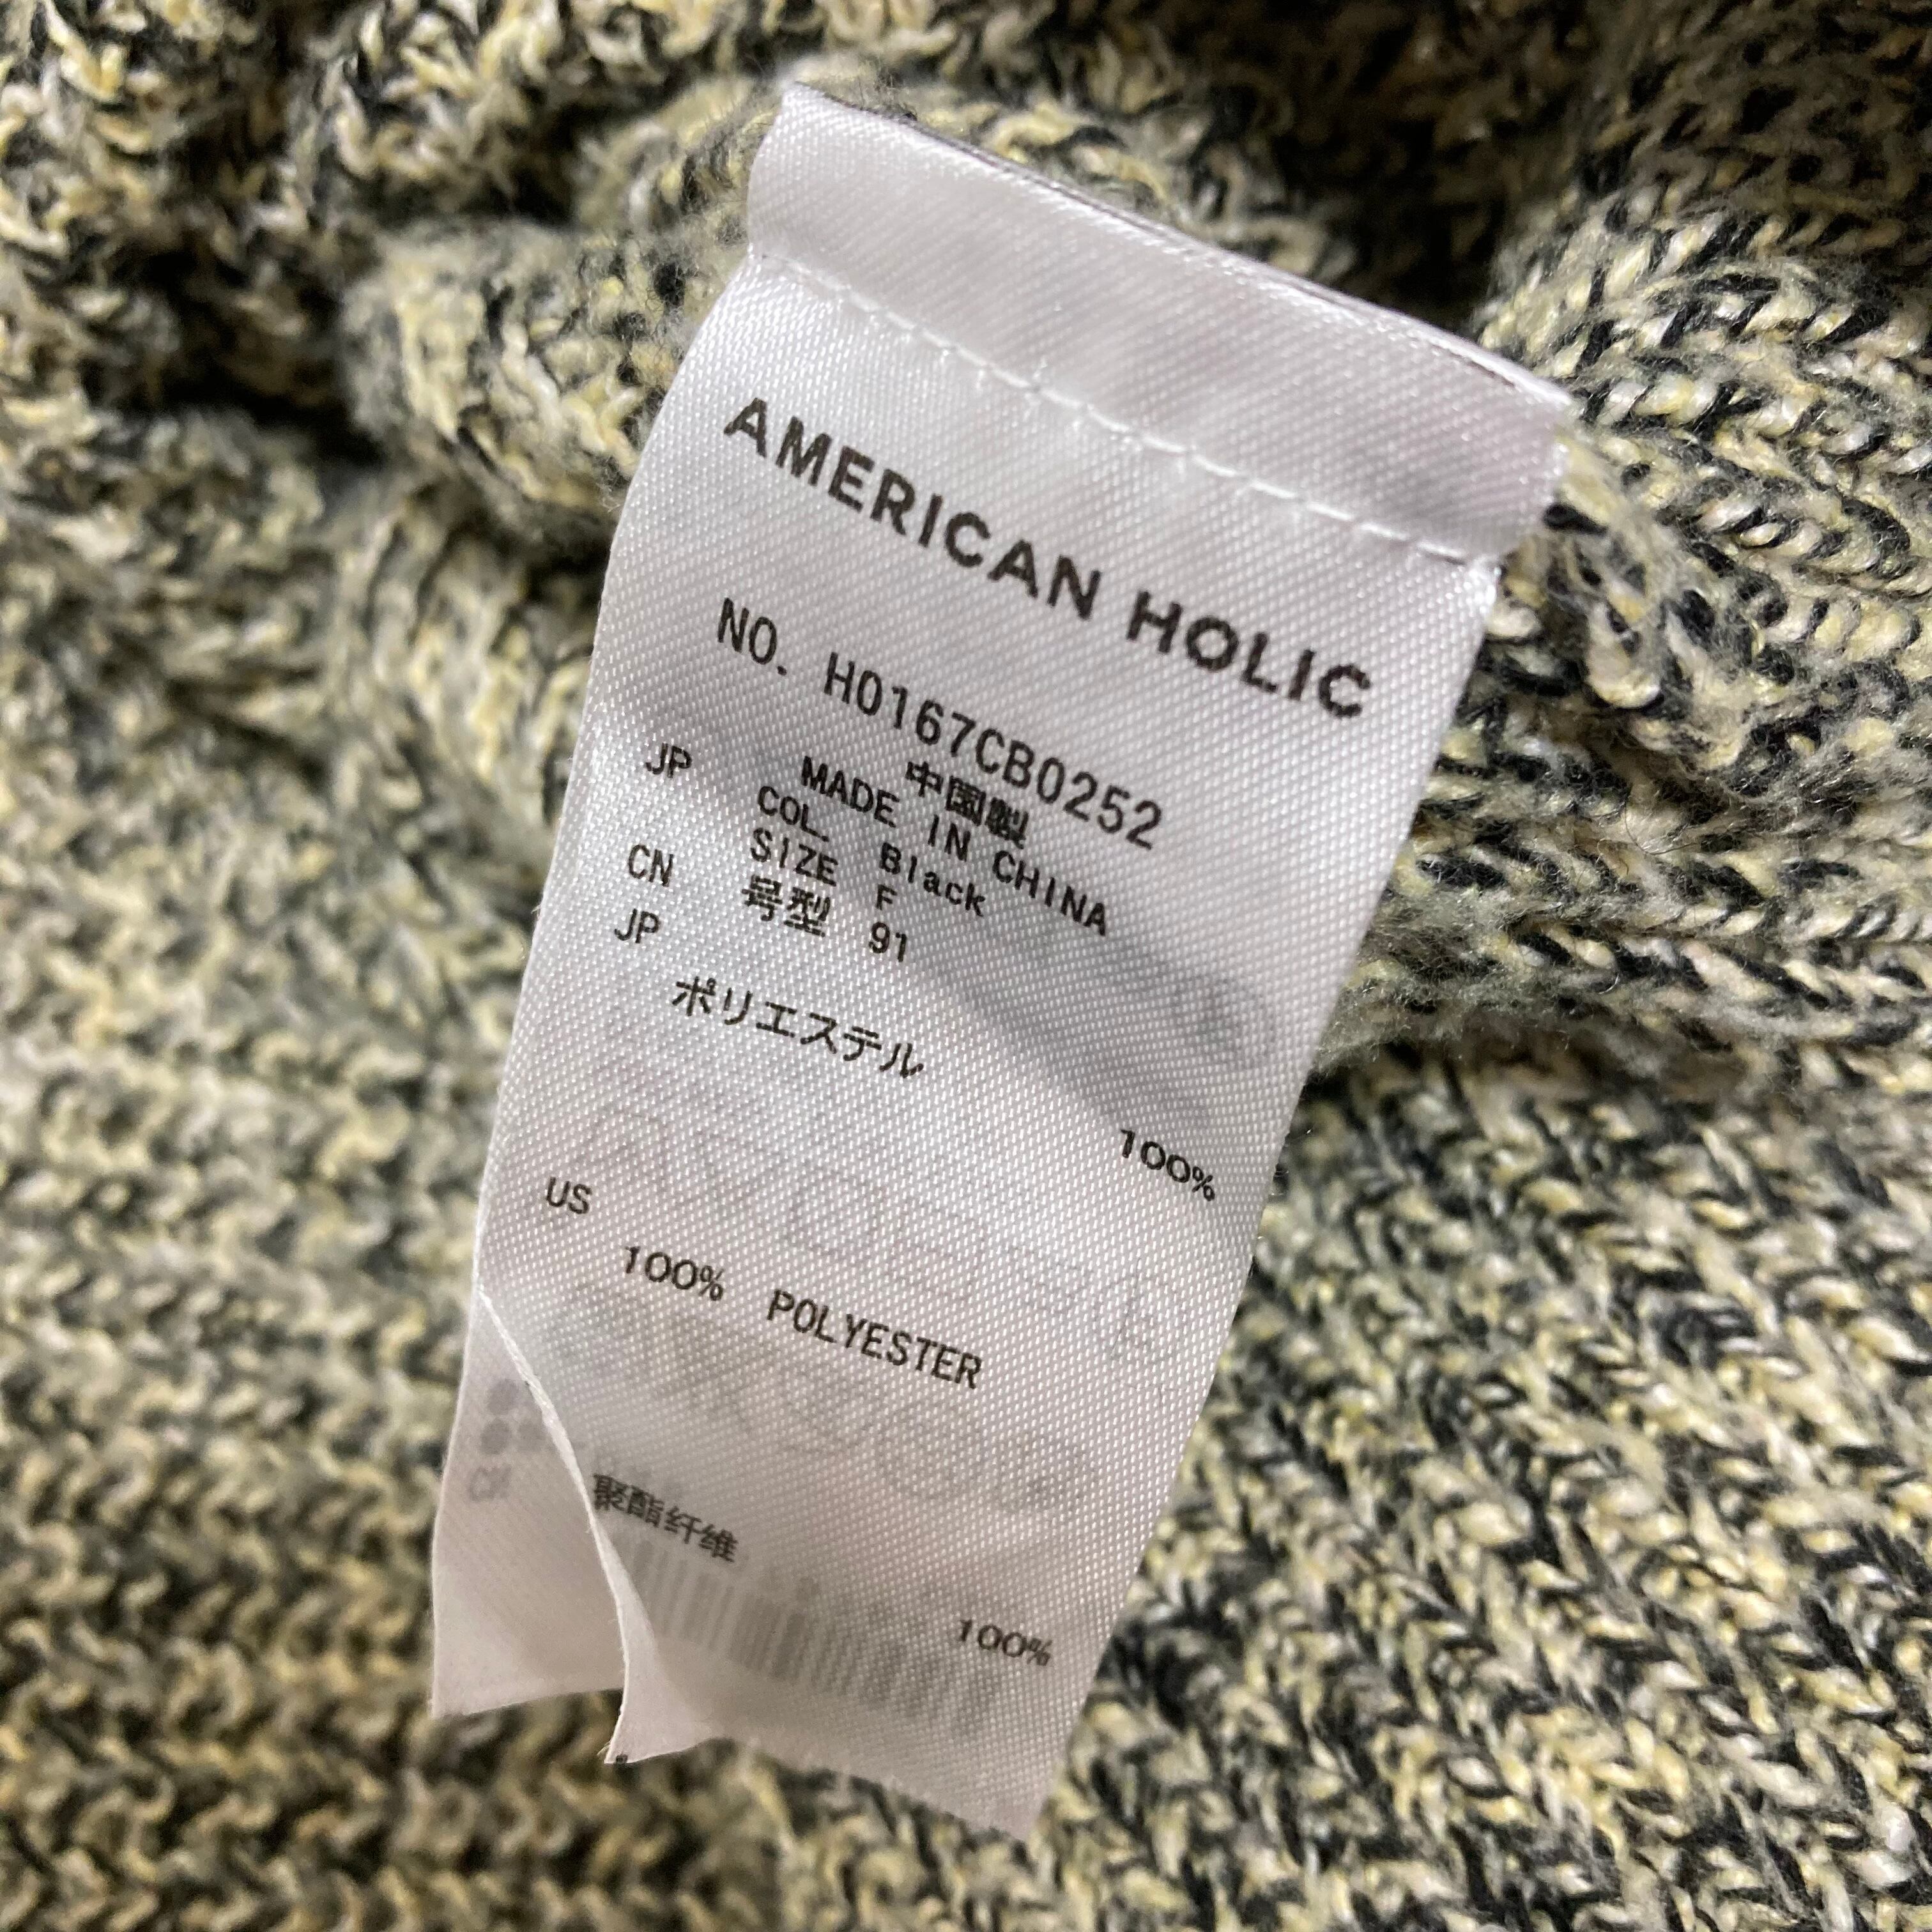 AMERICAN HOLIC
NO. H0167CB0252
中国製
MADE IN CHINA
COL. Black
JP SIZE F
CN 号型 91
JP
ポリエステル
100%
US
100% POLYESTER
聚酯纤维
100%